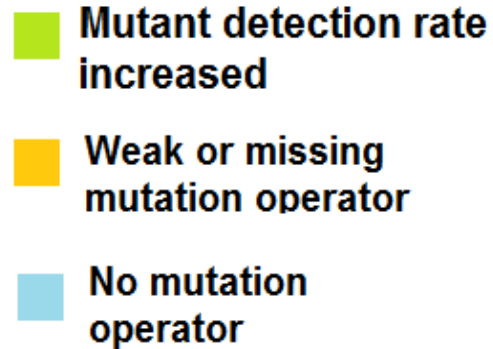 Mutant detection rate
increased
Weak or missing
mutation operator
No mutation
operator